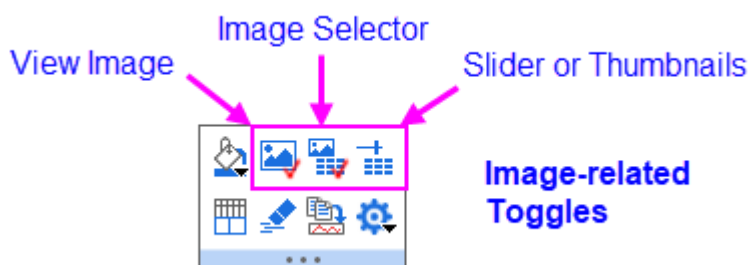 Image Selector
View Image
Slider or Thumbnails
Image-related
Toggles